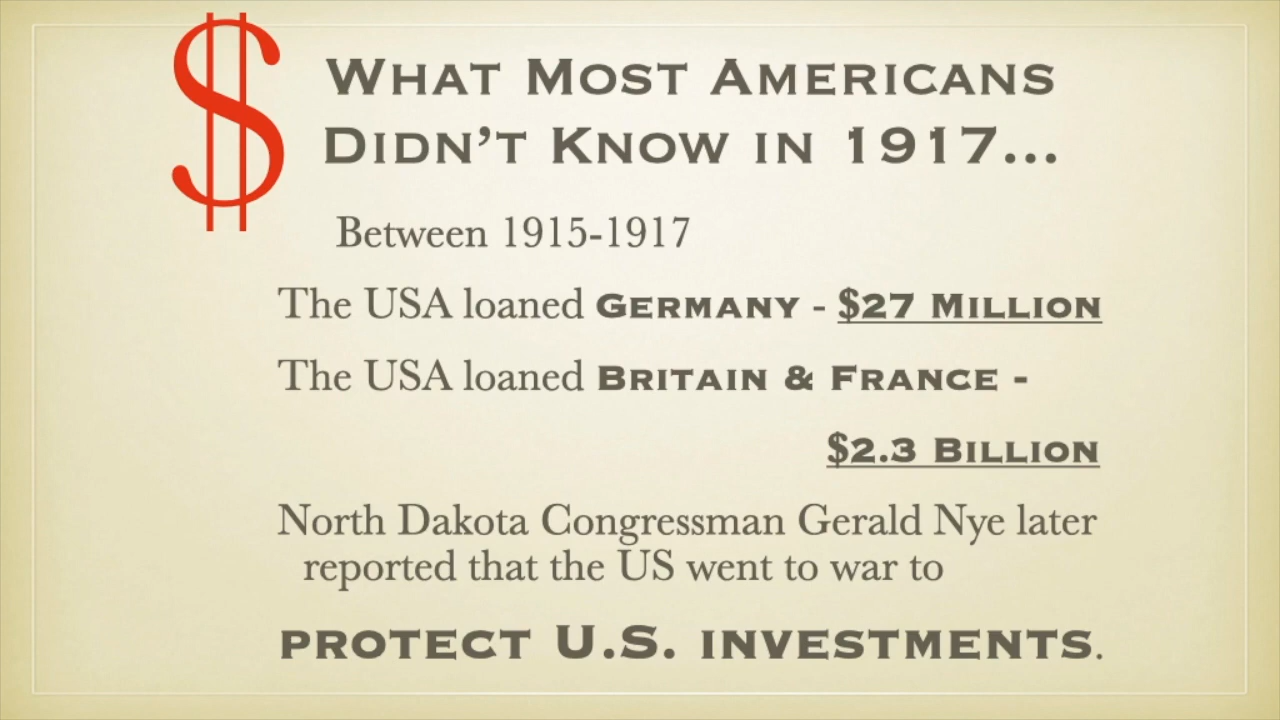 $
What Most Americans
Didn't Know in 1917...
Between 1915-1917
The USA loaned Germany - $27 Million
The USA loaned Britain & France -
$2.3 Billion
North Dakota Congressman Gerald Nye later
reported that the US went to war to
protect U.S. investments.